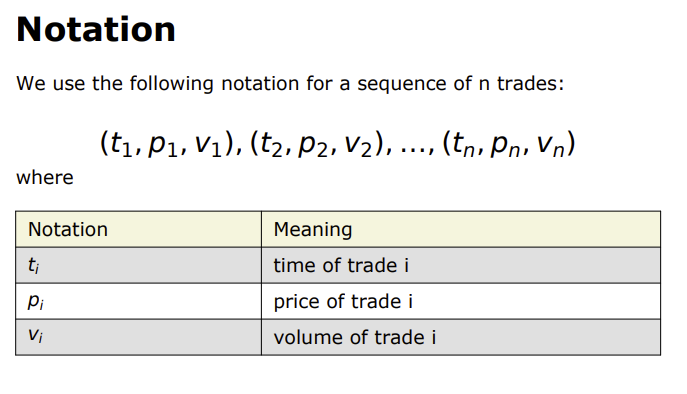 Notation
We use the following notation for a sequence of n trades:
(t₁, p₁, v₁), (t₂, p₂, v₂), ..., (tₙ, pₙ, vₙ)
where
Notation Meaning
tᵢ time of trade i
pᵢ price of trade i
vᵢ volume of trade i